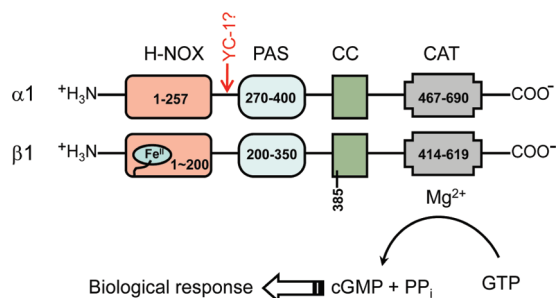 H-NOX YC-1? PAS CC CAT
α1 ⁺H₃N 1-257 270-400 467-690 COO⁻
β1 ⁺H₃N Feᴵᴵ 1~200 200-350 414-619 COO⁻
385
Mg²⁺
Biological response cGMP + PPᵢ GTP